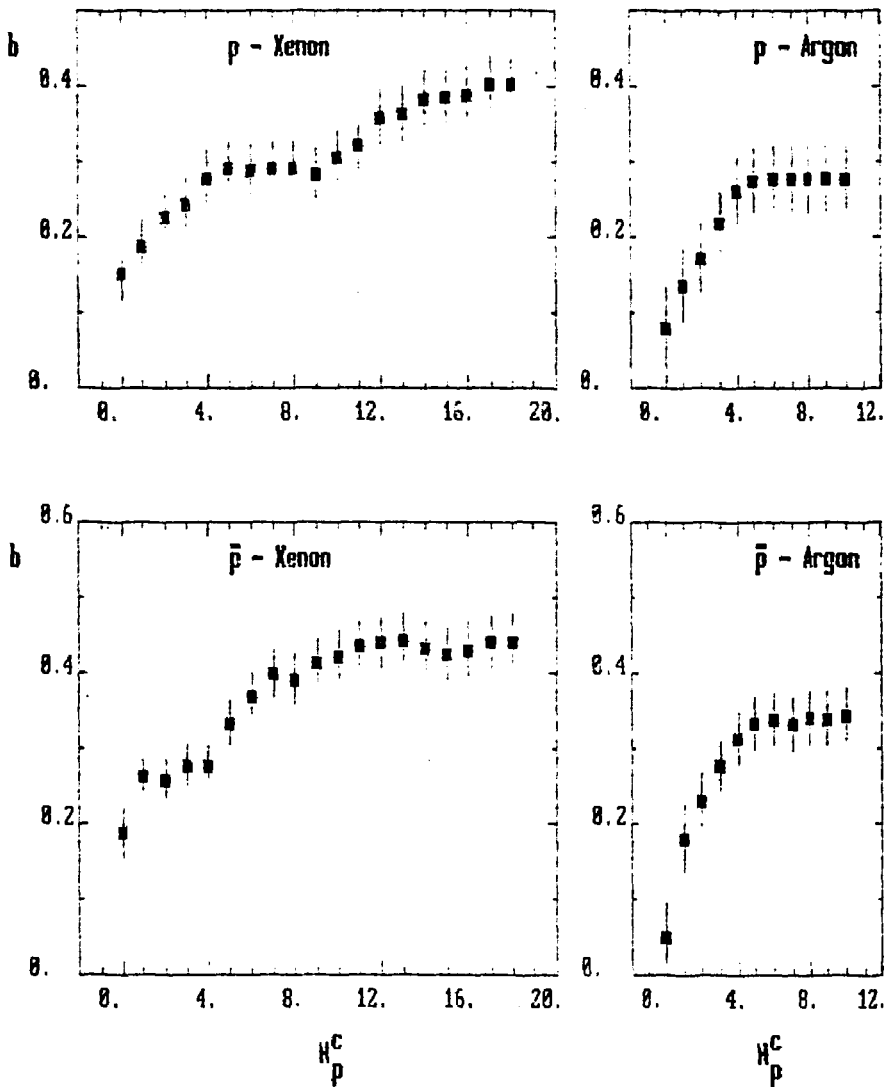 b
p - Xenon
p - Argon
0.4
0.4
0.2
0.2
0.
0.
0. 4. 8. 12. 16. 20.
0. 4. 8. 12.
0.6
0.6
b
p̄ - Xenon
p̄ - Argon
0.4
0.4
0.2
0.2
0.
0.
0. 4. 8. 12. 16. 20.
0. 4. 8. 12.
N_p^c
N_p^c